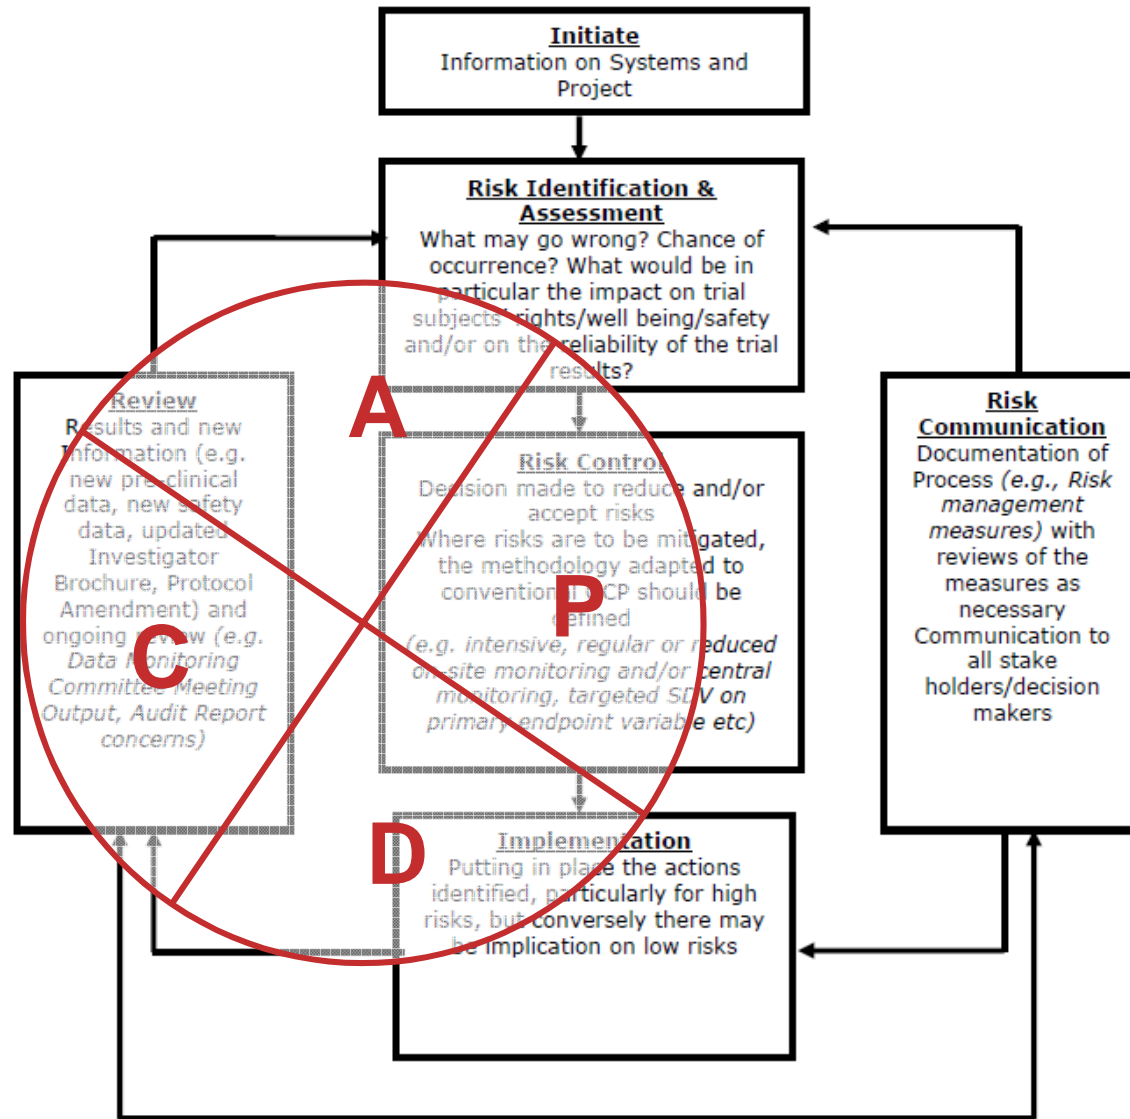 Initiate
Information on Systems and
Project
Risk Identification &
Assessment
What may go wrong? Chance of
occurrence? What would be in
particular the impact on trial
subjects' rights/well being/safety
and/or on the reliability of the trial
results?
A
Review
Results and new
Information (e.g.
new pre-clinical
data, new safety
data, updated
Investigator
Brochure, Protocol
Amendment) and
ongoing review (e.g.
Data Monitoring
Committee Meeting
Output, Audit Report
concerns)
C
Risk Control
Decision made to reduce and/or
accept risks
Where risks are to be mitigated,
the methodology adapted to
conventional GCP should be
defined
(e.g. intensive, regular or reduced
on-site monitoring and/or central
monitoring, targeted SDV on
primary endpoint variable etc)
P
Risk
Communication
Documentation of
Process (e.g., Risk
management
measures) with
reviews of the
measures as
necessary
Communication to
all stake
holders/decision
makers
D
Implementation
Putting in place the actions
identified, particularly for high
risks, but conversely there may
be implication on low risks